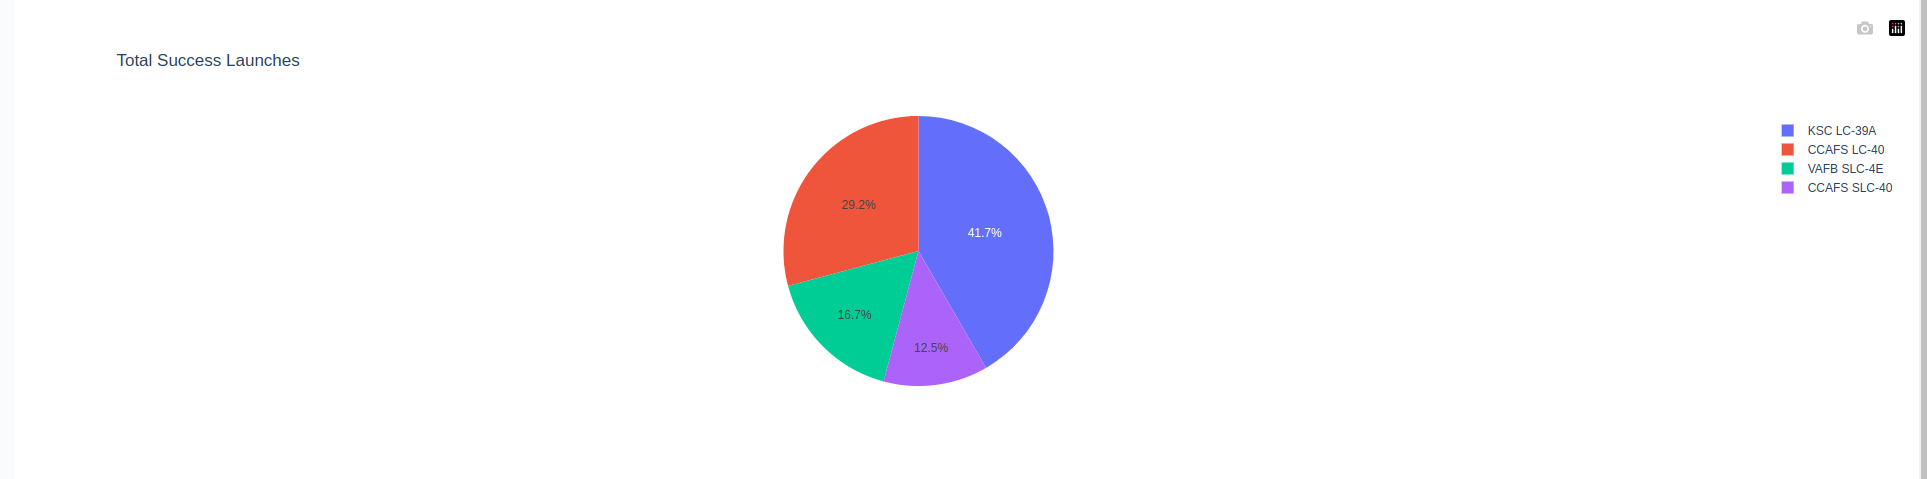 Total Success Launches
KSC LC-39A
CCAFS LC-40
VAFB SLC-4E
CCAFS SLC-40
29.2%
41.7%
16.7%
12.5%